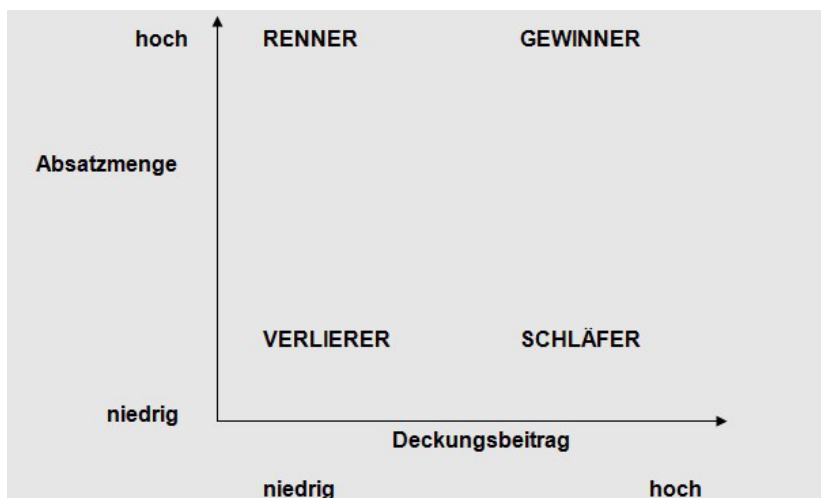 hoch RENNER GEWINNER
Absatzmenge
VERLIERER SCHLÄFER
niedrig
Deckungsbeitrag
niedrig hoch